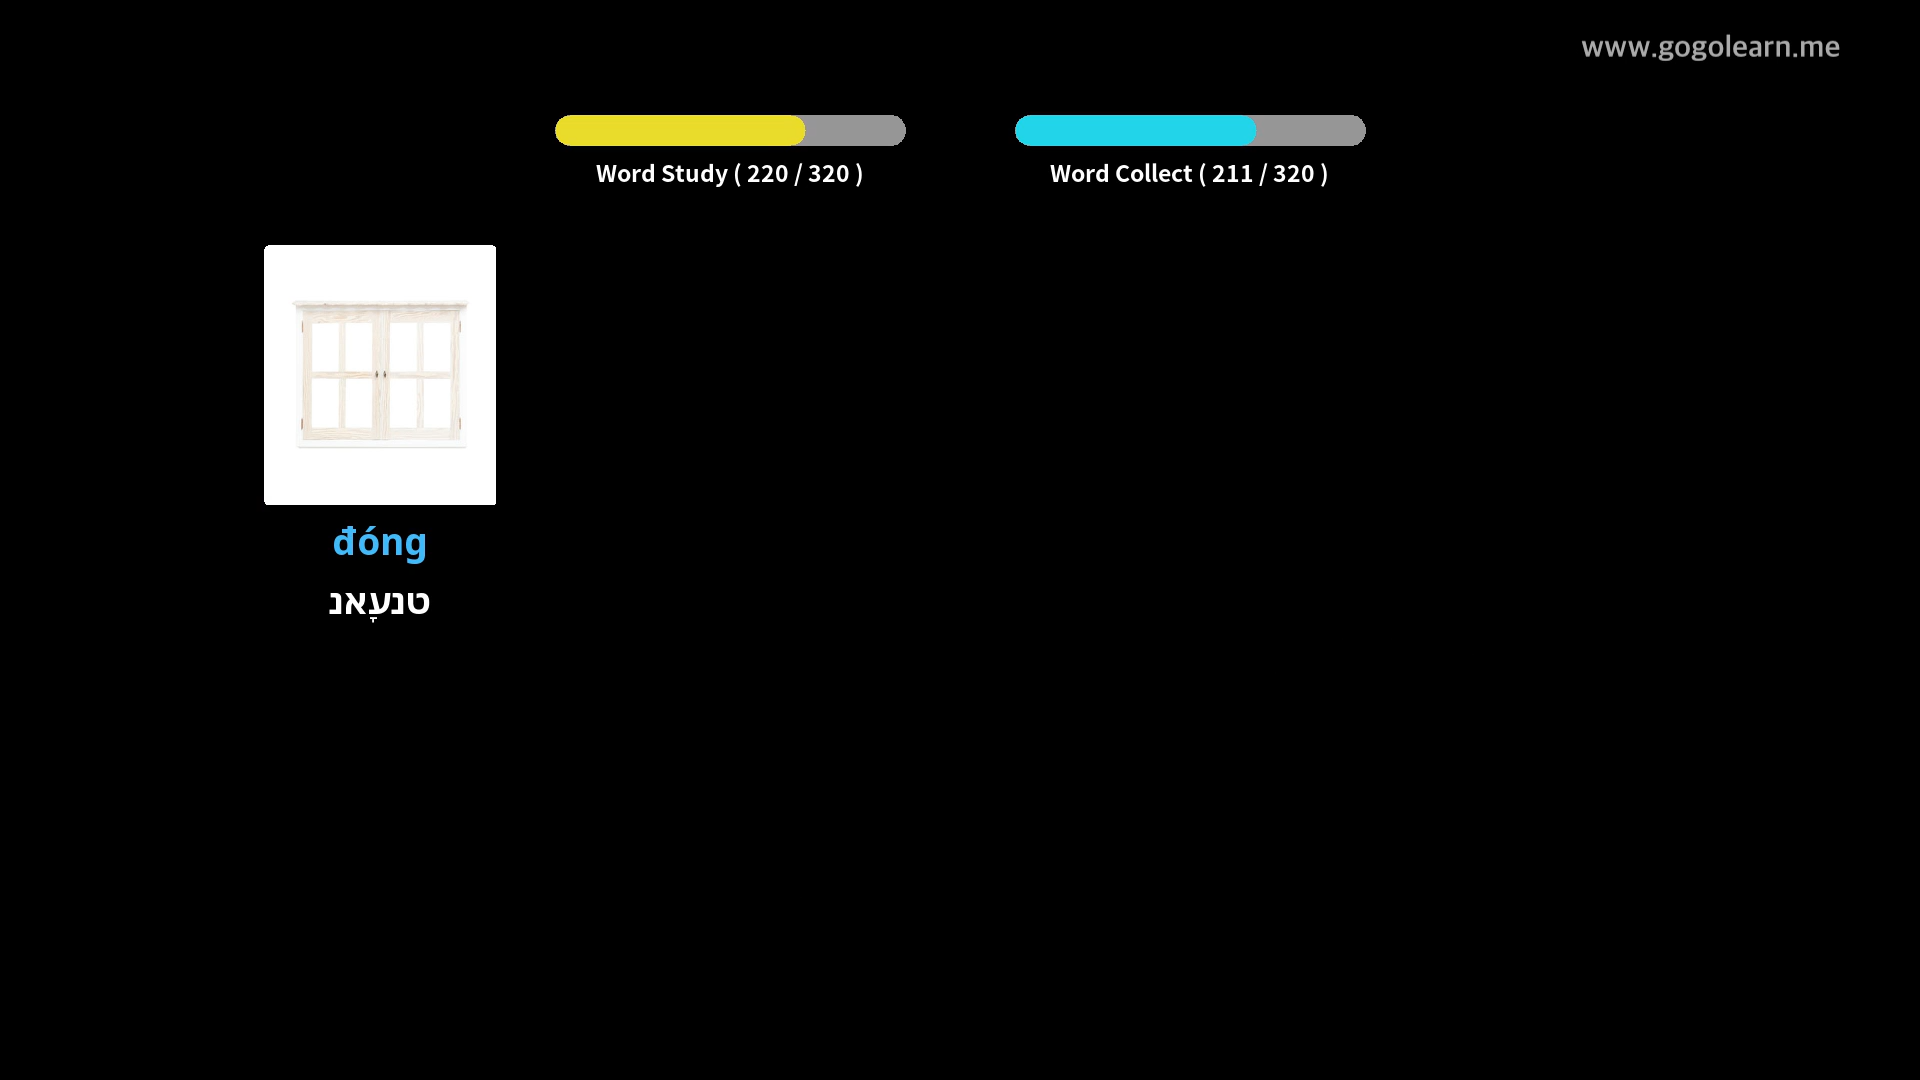 www.gogolearn.me
Word Study ( 220 / 320 )
Word Collect ( 211 / 320 )
đóng
טנעָאנ